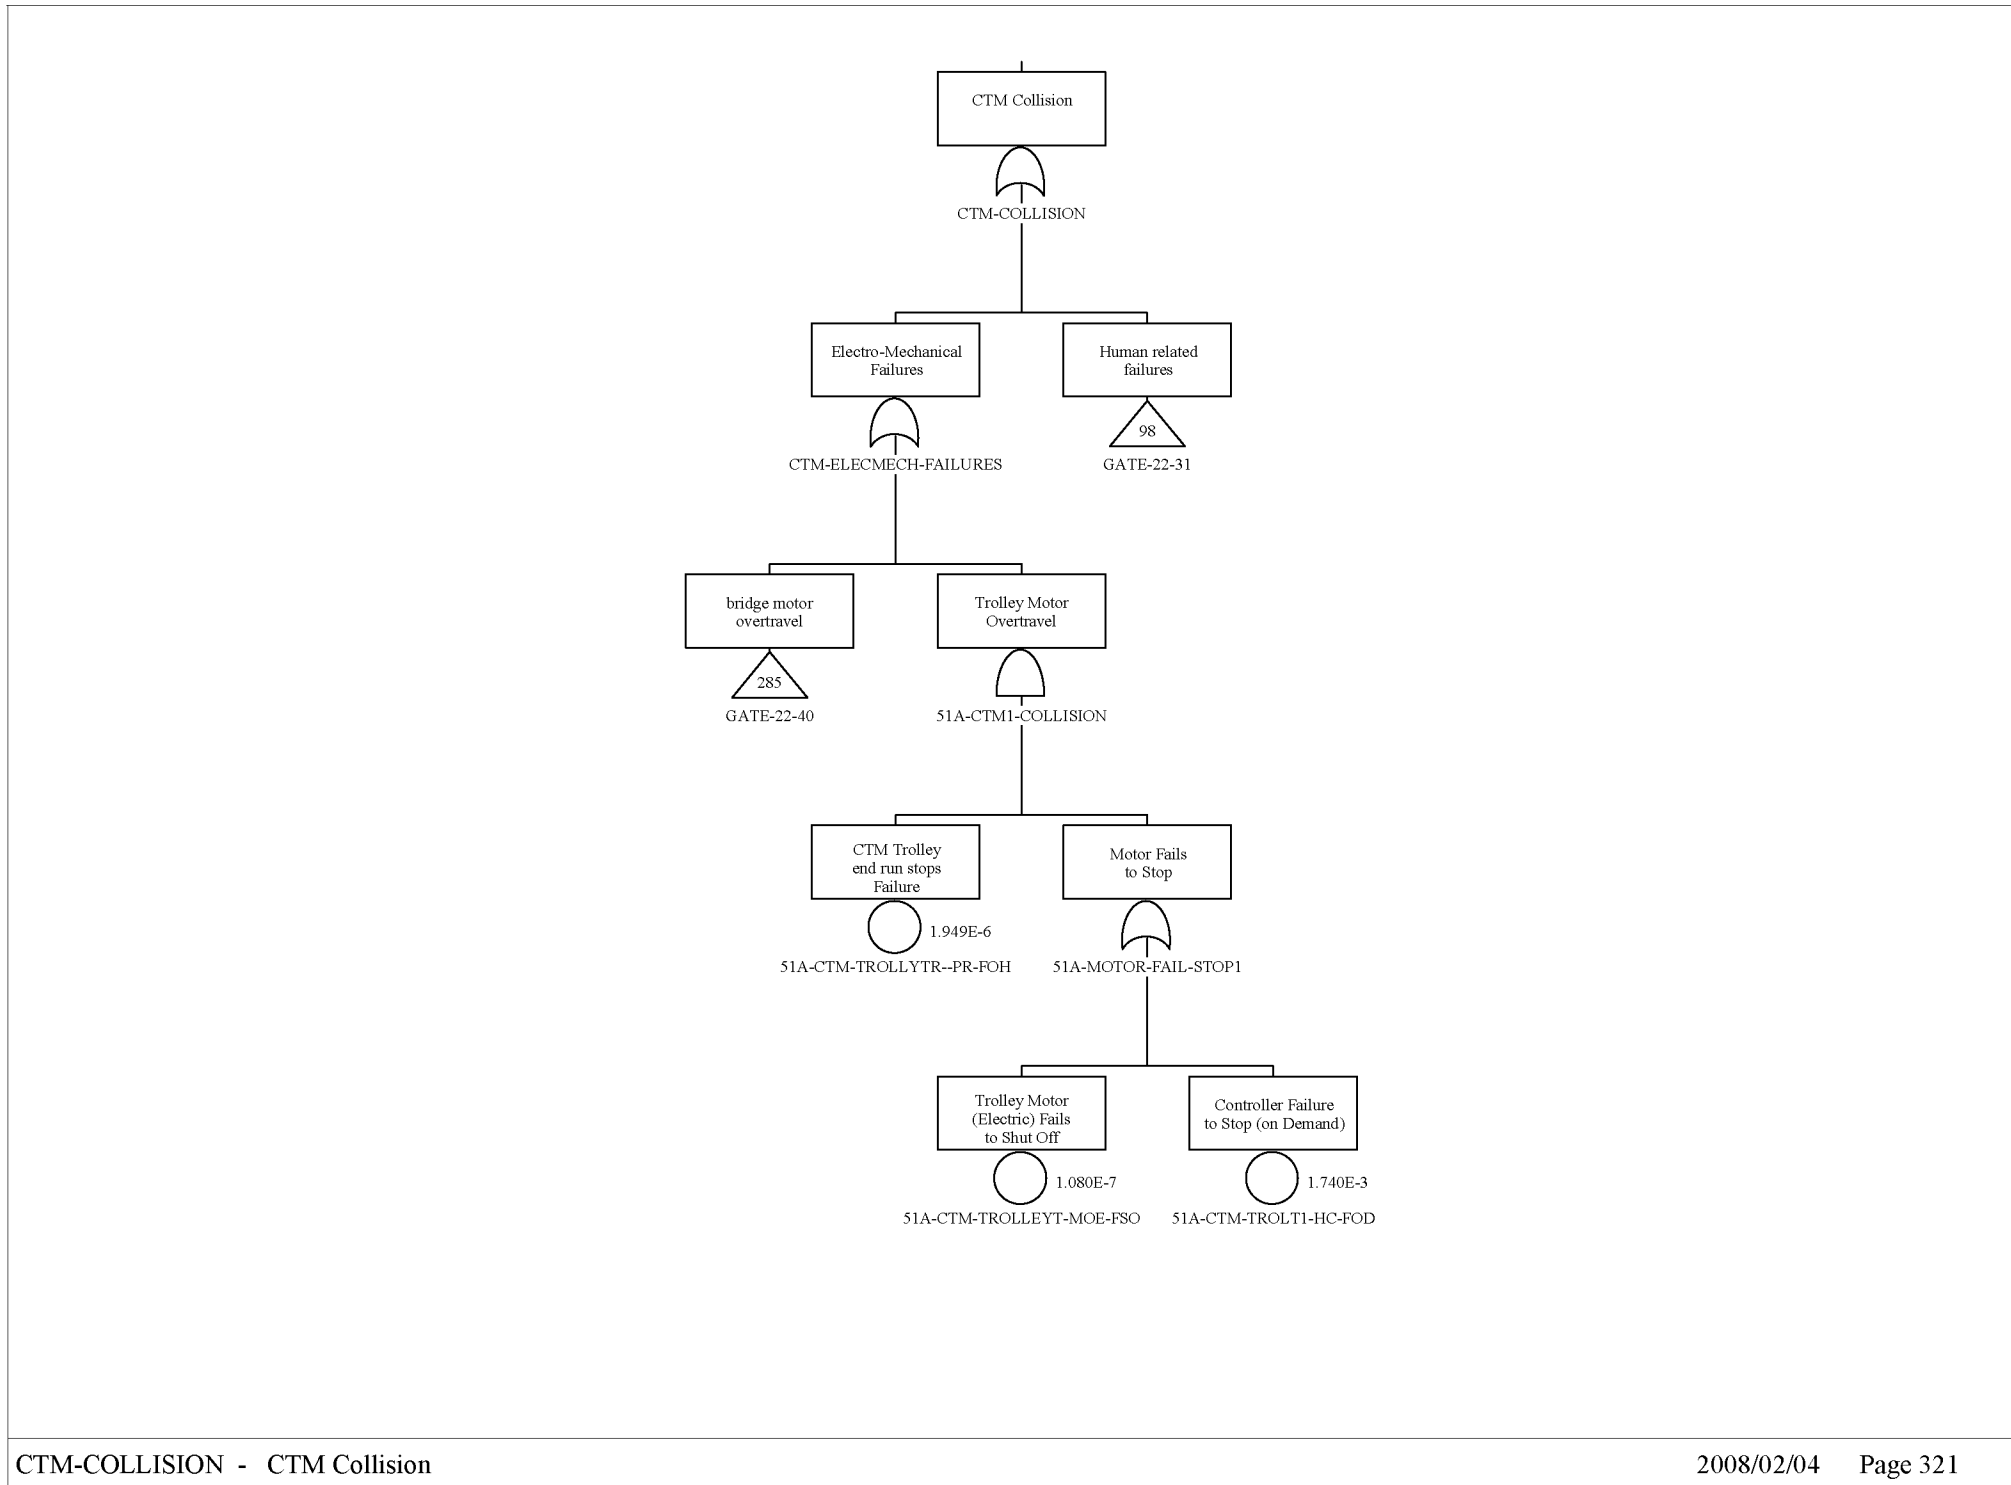 CTM Collision
CTM-COLLISION
Electro-Mechanical
Failures
CTM-ELECMECH-FAILURES
Human related
failures
98
GATE-22-31
bridge motor
overtravel
285
GATE-22-40
Trolley Motor
Overtravel
51A-CTM1-COLLISION
CTM Trolley
end run stops
Failure
1.949E-6
51A-CTM-TROLLYTR--PR-FOH
Motor Fails
to Stop
51A-MOTOR-FAIL-STOP1
Trolley Motor
(Electric) Fails
to Shut Off
1.080E-7
51A-CTM-TROLLEYT-MOE-FSO
Controller Failure
to Stop (on Demand)
1.740E-3
51A-CTM-TROLT1-HC-FOD
CTM-COLLISION - CTM Collision
2008/02/04 Page 321